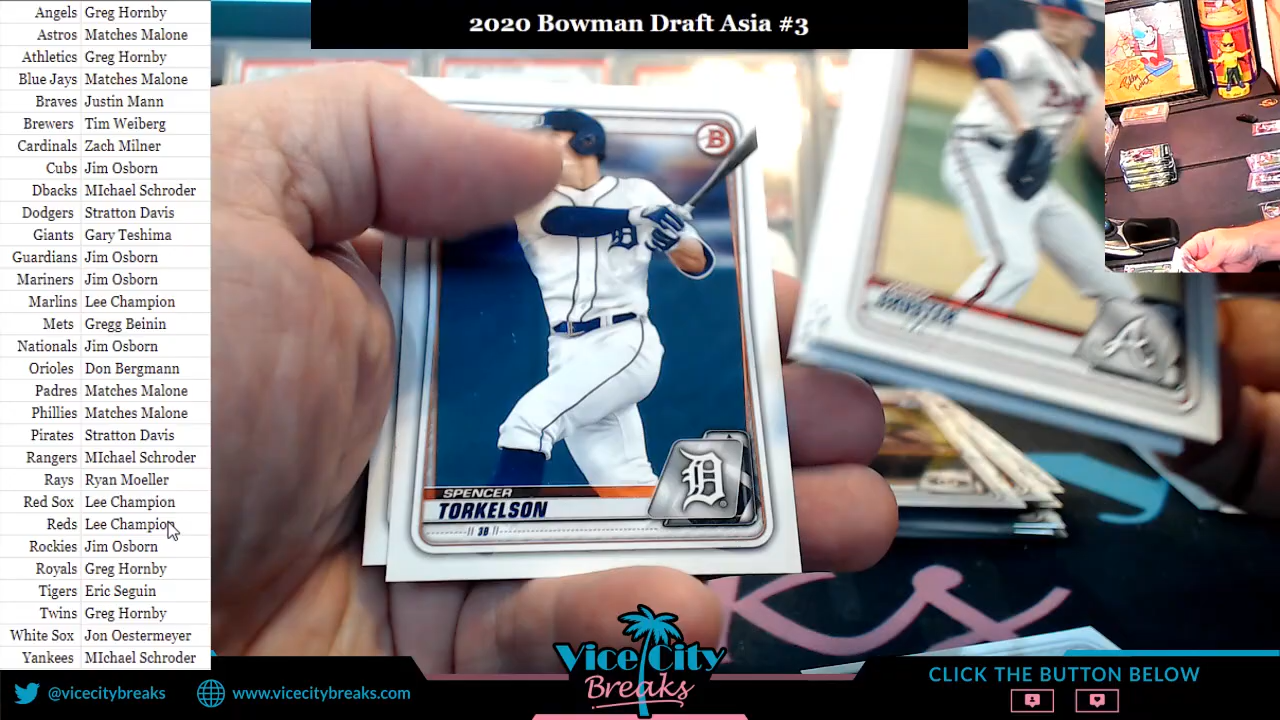 2020 Bowman Draft Asia #3
Angels Greg Hornby
Astros Matches Malone
Athletics Greg Hornby
Blue Jays Matches Malone
Braves Justin Mann
Brewers Tim Weiberg
Cardinals Zach Milner
Cubs Jim Osborn
Dbacks MIchael Schroder
Dodgers Stratton Davis
Giants Gary Teshima
Guardians Jim Osborn
Mariners Jim Osborn
Marlins Lee Champion
Mets Gregg Beinin
Nationals Jim Osborn
Orioles Don Bergmann
Padres Matches Malone
Phillies Matches Malone
Pirates Stratton Davis
Rangers MIchael Schroder
Rays Ryan Moeller
Red Sox Lee Champion
Reds Lee Champion
Rockies Jim Osborn
Royals Greg Hornby
Tigers Eric Seguin
Twins Greg Hornby
White Sox Jon Oestermeyer
Yankees MIchael Schroder
B
D
D
SPENCER
TORKELSON
3B
SHUSTER
A
Vice City
Breaks
@vicecitybreaks
www.vicecitybreaks.com
CLICK THE BUTTON BELOW